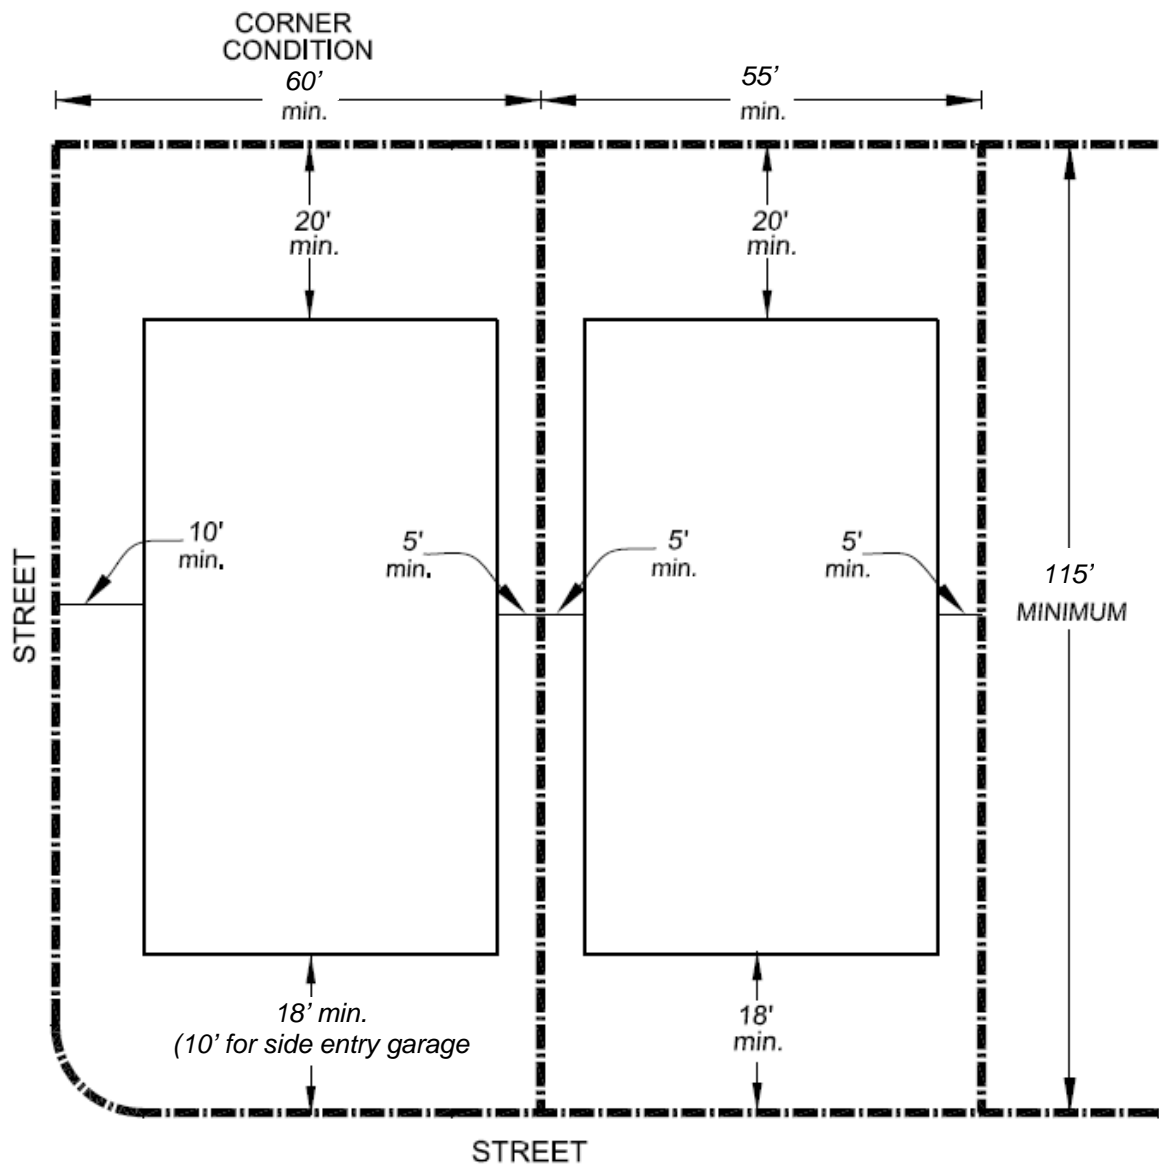 CORNER
CONDITION
60’
min.
55’
min.
20'
min.
20'
min.
10'
min.
5'
min.
5'
min.
5'
min.
115’
MINIMUM
STREET
18’ min.
(10’ for side entry garage
18'
min.
STREET